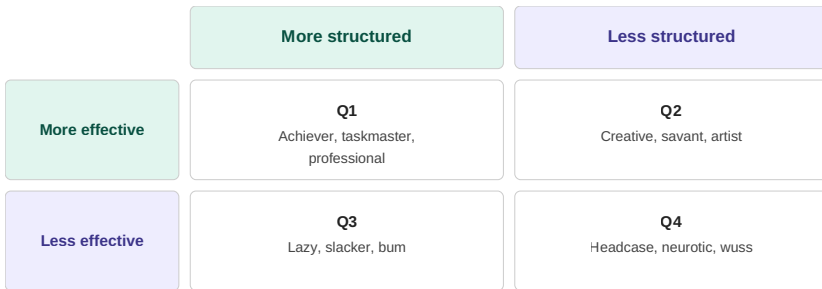 More structured
Less structured
More effective
Q1
Achiever, taskmaster,
professional
Q2
Creative, savant, artist
Less effective
Q3
Lazy, slacker, bum
Q4
Headcase, neurotic, wuss